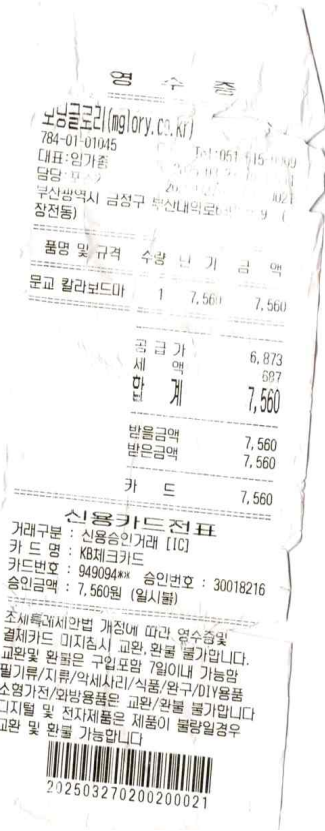 영 수 증
모닝글로리(mglory.co.kr)
784-01-01045 Tel:051-515-
대표:임가
담당:
부산광역시 금정구 부산대학로
장전동)
품명 및 규격 수량 단 가 금 액
문교 칼라보드마 1 7,560 7,560
공 급 가 6,873
세 액 687
합 계 7,560
받을금액 7,560
받은금액 7,560
카 드 7,560
신용카드전표
거래구분 : 신용승인거래 [IC]
카 드 명 : KB체크카드
카드번호 : 949094** 승인번호 : 30018216
승인금액 : 7,560원 (일시불)
조세특례제한법 개정에 따라 영수증및
결제카드 미지참시 교환,환불 불가합니다.
교환및 환불은 구입포함 7일이내 가능함
필기류/지류/악세사리/식품/완구/DIY용품
소형가전/화방용품은 교환/환불 불가합니다
디지털 및 전자제품은 제품이 불량일경우
교환 및 환불 가능합니다
202503270200200021